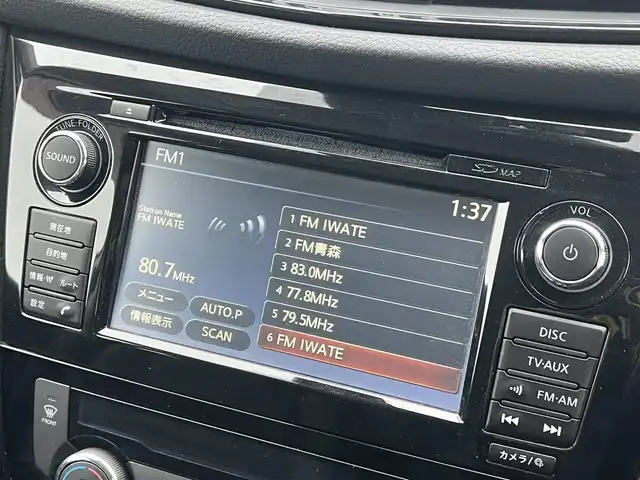 TUNE·FOLDER
SOUND
現在地
目的地
情報·ルート
設定
FRONT
SD MAP
FM1
1:37
Station Name
FM IWATE
80.7MHz
メニュー
AUTO.P
情報表示
SCAN
1 FM IWATE
2 FM青森
3 83.0MHz
4 77.8MHz
5 79.5MHz
6 FM IWATE
VOL
DISC
TV·AUX
FM·AM
カメラ/